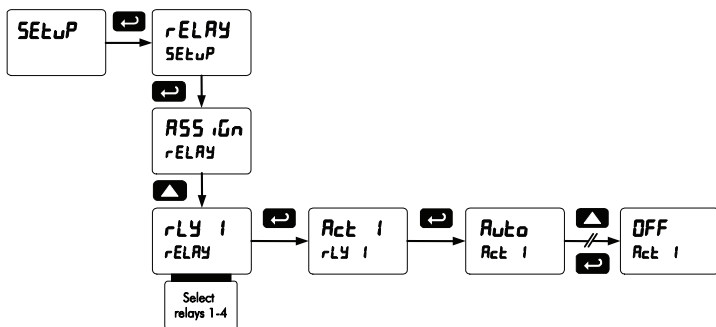 SEtuP
rELAY
SEtuP
ASSiGn
rELAY
rLY 1
rELAY
Act 1
rLY 1
Auto
Act 1
OFF
Act 1
Select
relays 1-4